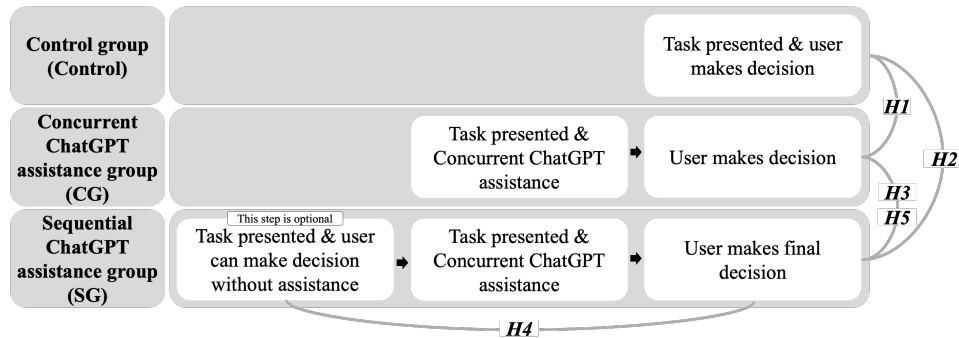 Control group
(Control)
Task presented & user
makes decision
H1
Concurrent
ChatGPT
assistance group
(CG)
Task presented &
Concurrent ChatGPT
assistance
User makes decision
H2
H3
H5
Sequential
ChatGPT
assistance group
(SG)
This step is optional
Task presented & user
can make decision
without assistance
Task presented &
Concurrent ChatGPT
assistance
User makes final
decision
H4